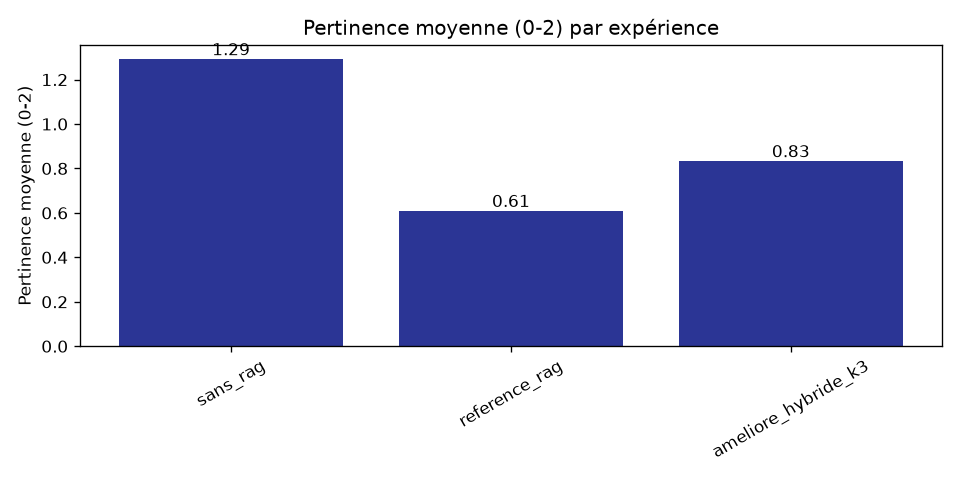 Pertinence moyenne (0-2) par expérience
Pertinence moyenne (0-2)
1.2
1.0
0.8
0.6
0.4
0.2
0.0
1.29
0.61
0.83
sans_rag
reference_rag
ameliore_hybride_k3